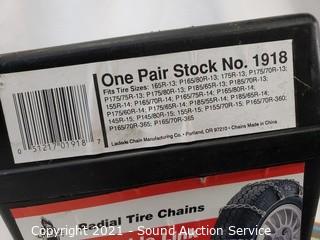 One Pair Stock No. 1918
Fits Tire Sizes: 165R-13; P165/80R-13; 175R-13; P175/70R-13;
P175/75R-13; P175/80R-13; P185/65R-13; P185/70R-13;
155R-14; P165/70R-14; P165/75R-14; P165/80R-14;
P175/60R-14; P175/65R-14; P185/55R-14; P185/65R-14;
145R-15; P145/80R-15; 155R-15; P155/70R-15; P165/70R-360;
P165/70R-365; P165/70R-365
Laclede Chain Manufacturing Co. • Portland, OR 97210 • Chains Made in China
0 51217 01918 7
Radial Tire Chains
Copyright 2021 - Sound Auction Service